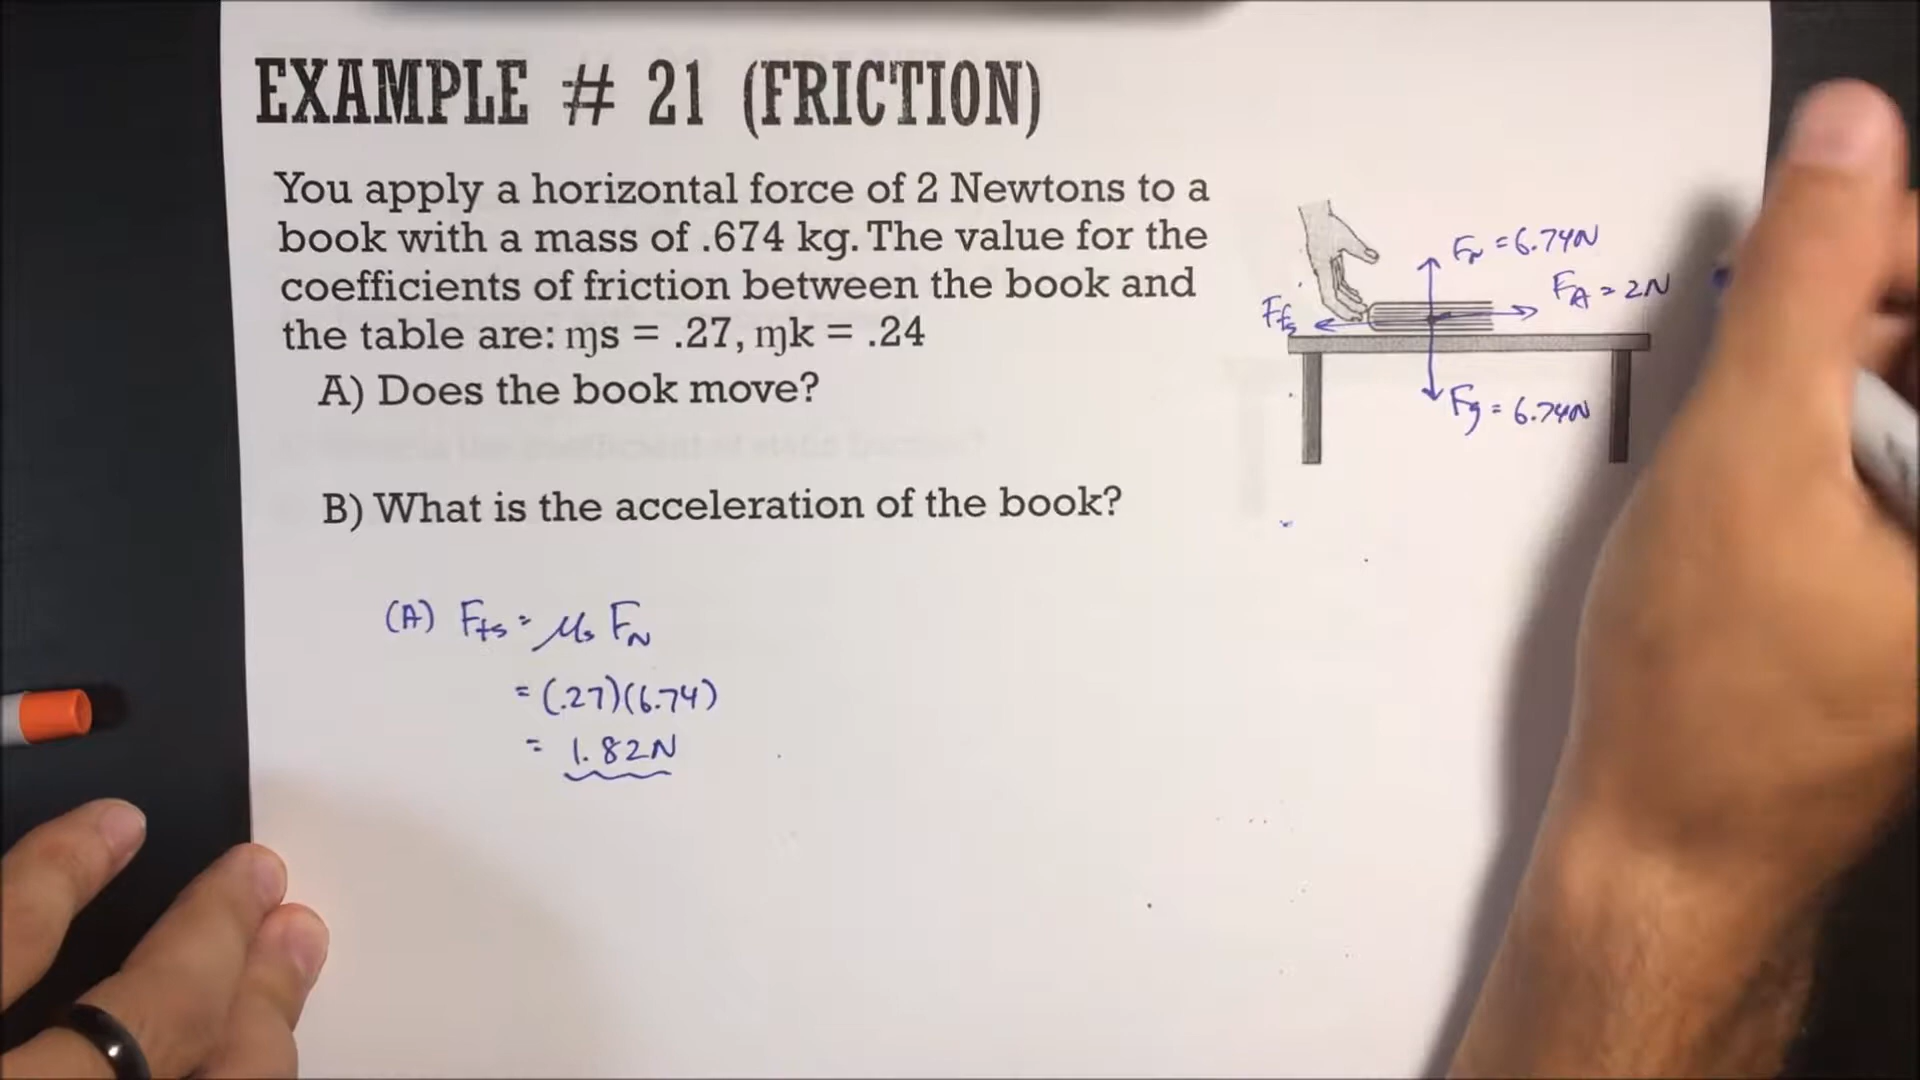 EXAMPLE # 21 (FRICTION)
You apply a horizontal force of 2 Newtons to a
book with a mass of .674 kg. The value for the
coefficients of friction between the book and
the table are: ɱs = .27, ɱk = .24
A) Does the book move?
B) What is the acceleration of the book?
FN = 6.74N
FA = 2N
Ffs
Fg = 6.74N
(A) Ffs = μs FN
= (.27)(6.74)
= 1.82N